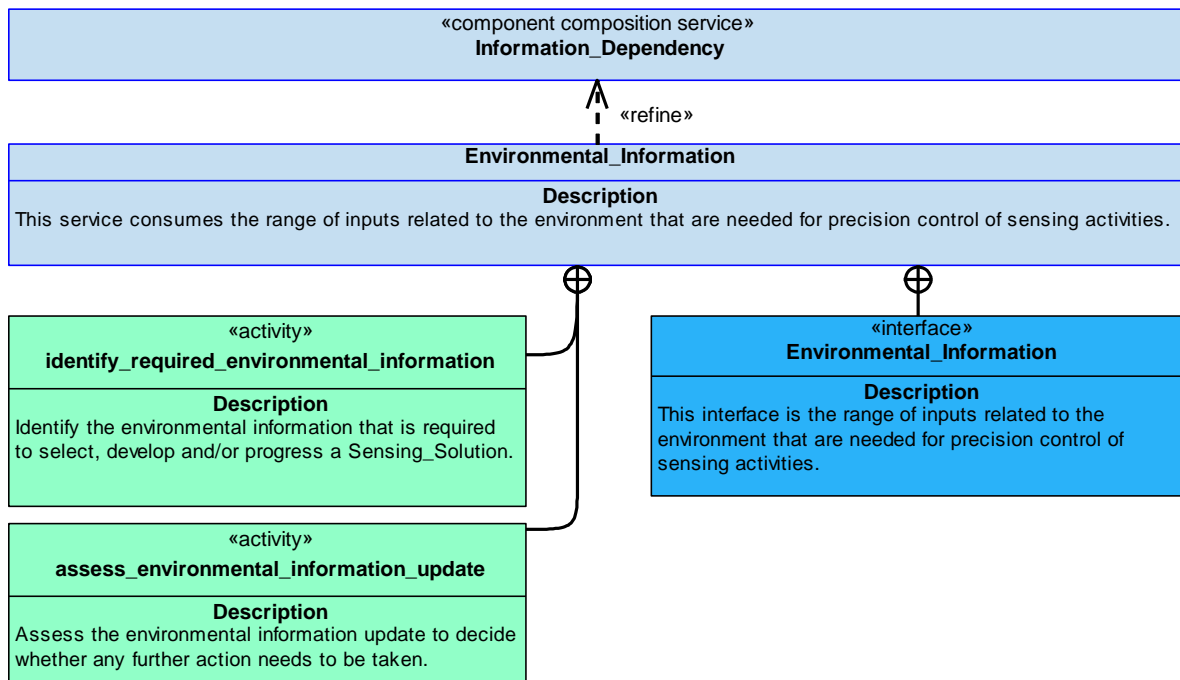 «component composition service»
Information_Dependency
«refine»
Environmental_Information
Description
This service consumes the range of inputs related to the environment that are needed for precision control of sensing activities.
«activity»
identify_required_environmental_information
Description
Identify the environmental information that is required
to select, develop and/or progress a Sensing_Solution.
«interface»
Environmental_Information
Description
This interface is the range of inputs related to the
environment that are needed for precision control of
sensing activities.
«activity»
assess_environmental_information_update
Description
Assess the environmental information update to decide
whether any further action needs to be taken.